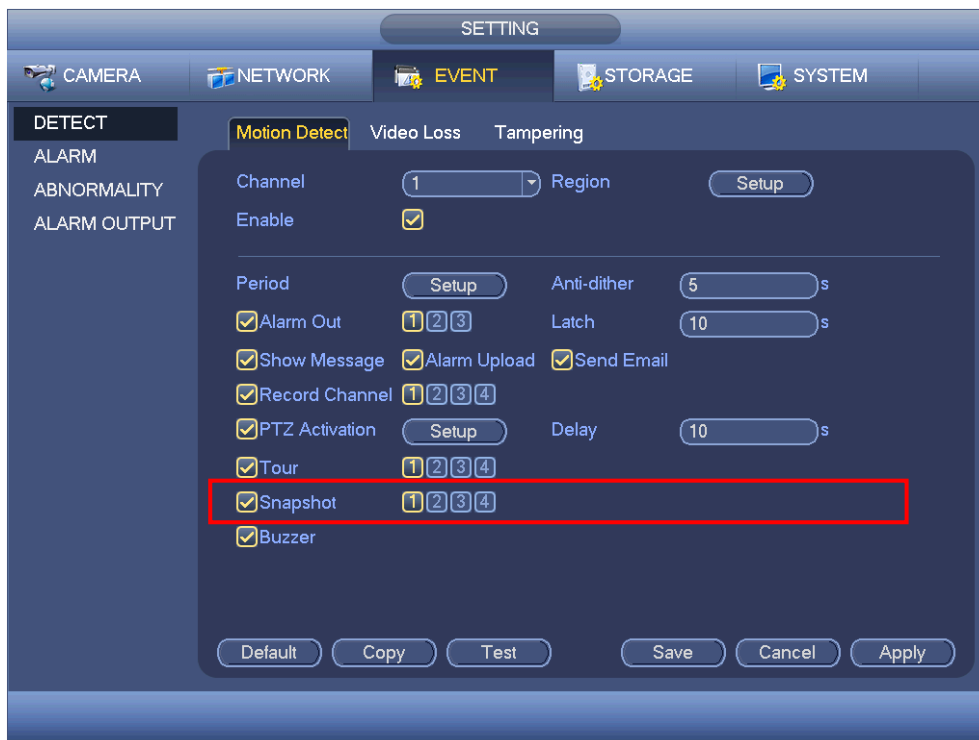 SETTING
CAMERA NETWORK EVENT STORAGE SYSTEM
DETECT
ALARM
ABNORMALITY
ALARM OUTPUT
Motion Detect Video Loss Tampering
Channel 1 Region Setup
Enable
Period Setup Anti-dither 5 s
Alarm Out 1 2 3 Latch 10 s
Show Message Alarm Upload Send Email
Record Channel 1 2 3 4
PTZ Activation Setup Delay 10 s
Tour 1 2 3 4
Snapshot 1 2 3 4
Buzzer
Default Copy Test Save Cancel Apply